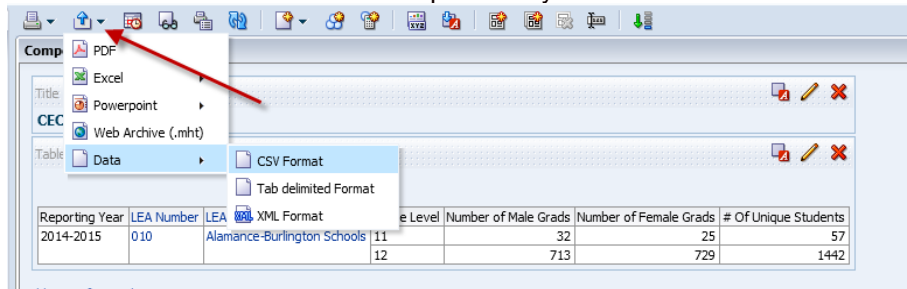 Comp
PDF
Excel
Powerpoint
Web Archive (.mht)
Data
CSV Format
Tab delimited Format
XML Format
Title
CEC
Table
Reporting Year LEA Number LEA e Level Number of Male Grads Number of Female Grads # Of Unique Students
2014-2015 010 Alamance-Burlington Schools 11 32 25 57
12 713 729 1442